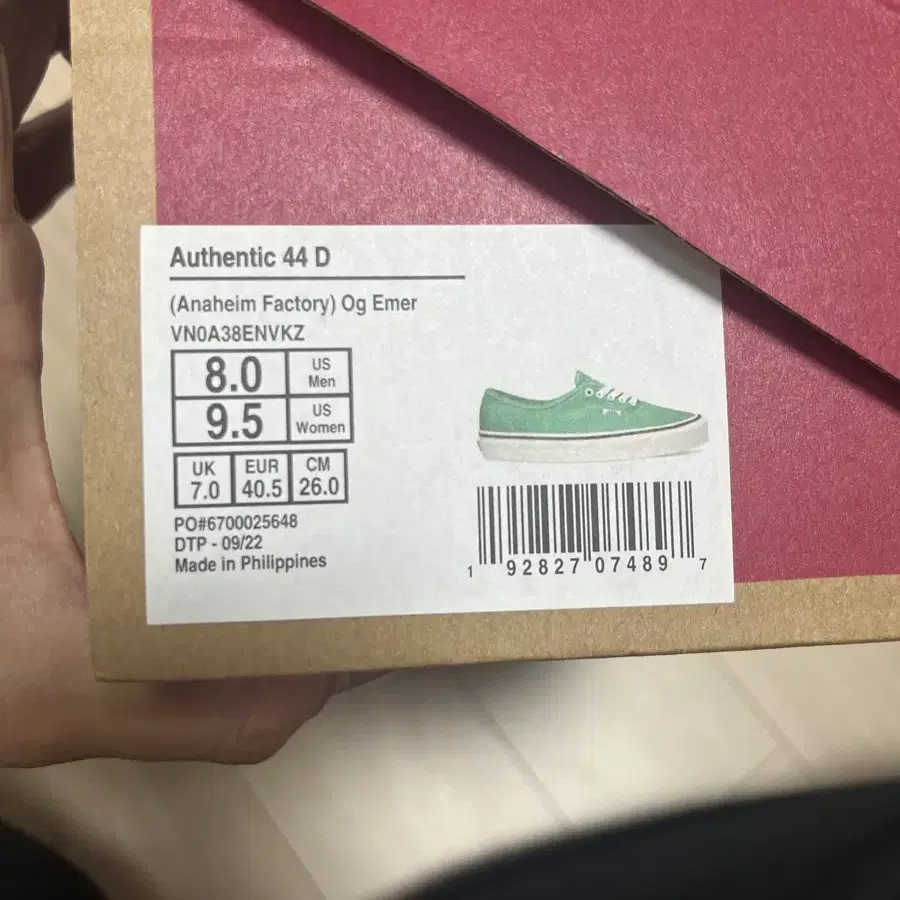 Authentic 44 D
(Anaheim Factory) Og Emer
VN0A38ENVKZ
8.0 US Men
9.5 US Women
UK EUR CM
7.0 40.5 26.0
PO#6700025648
DTP - 09/22
Made in Philippines
1 92827 07489 7